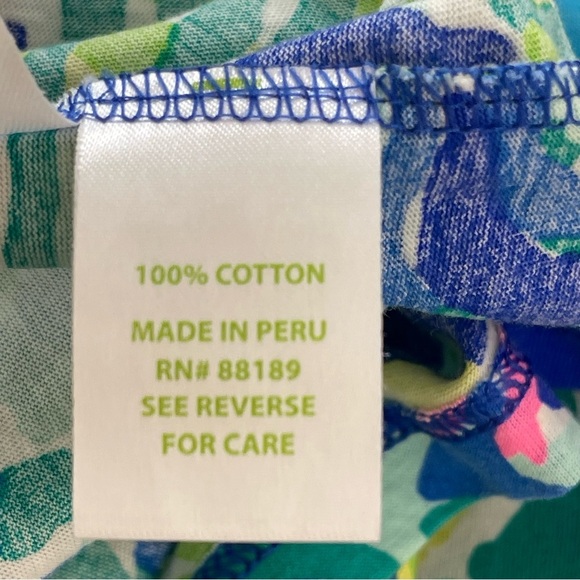 100% COTTON
MADE IN PERU
RN# 88189
SEE REVERSE
FOR CARE